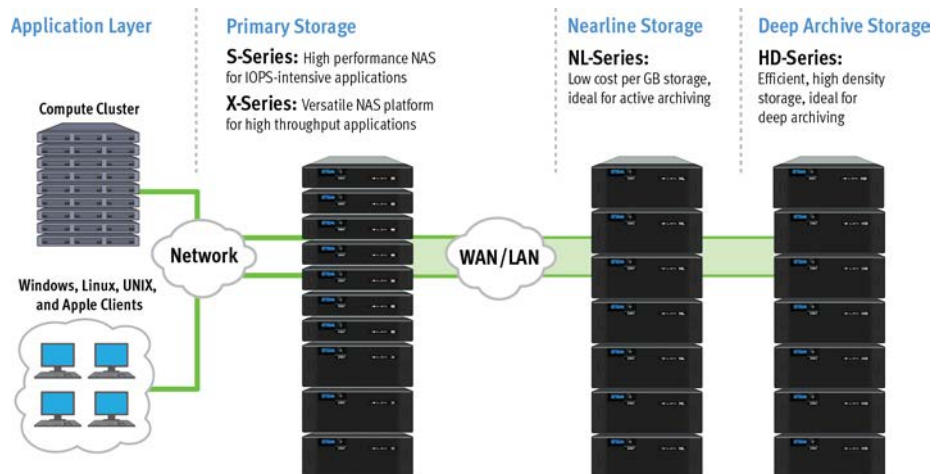 Application Layer
Primary Storage
Nearline Storage
Deep Archive Storage
S-Series: High performance NAS
for IOPS-intensive applications
X-Series: Versatile NAS platform
for high throughput applications
NL-Series:
Low cost per GB storage,
ideal for active archiving
HD-Series:
Efficient, high density
storage, ideal for
deep archiving
Compute Cluster
Network
WAN/LAN
Windows, Linux, UNIX,
and Apple Clients